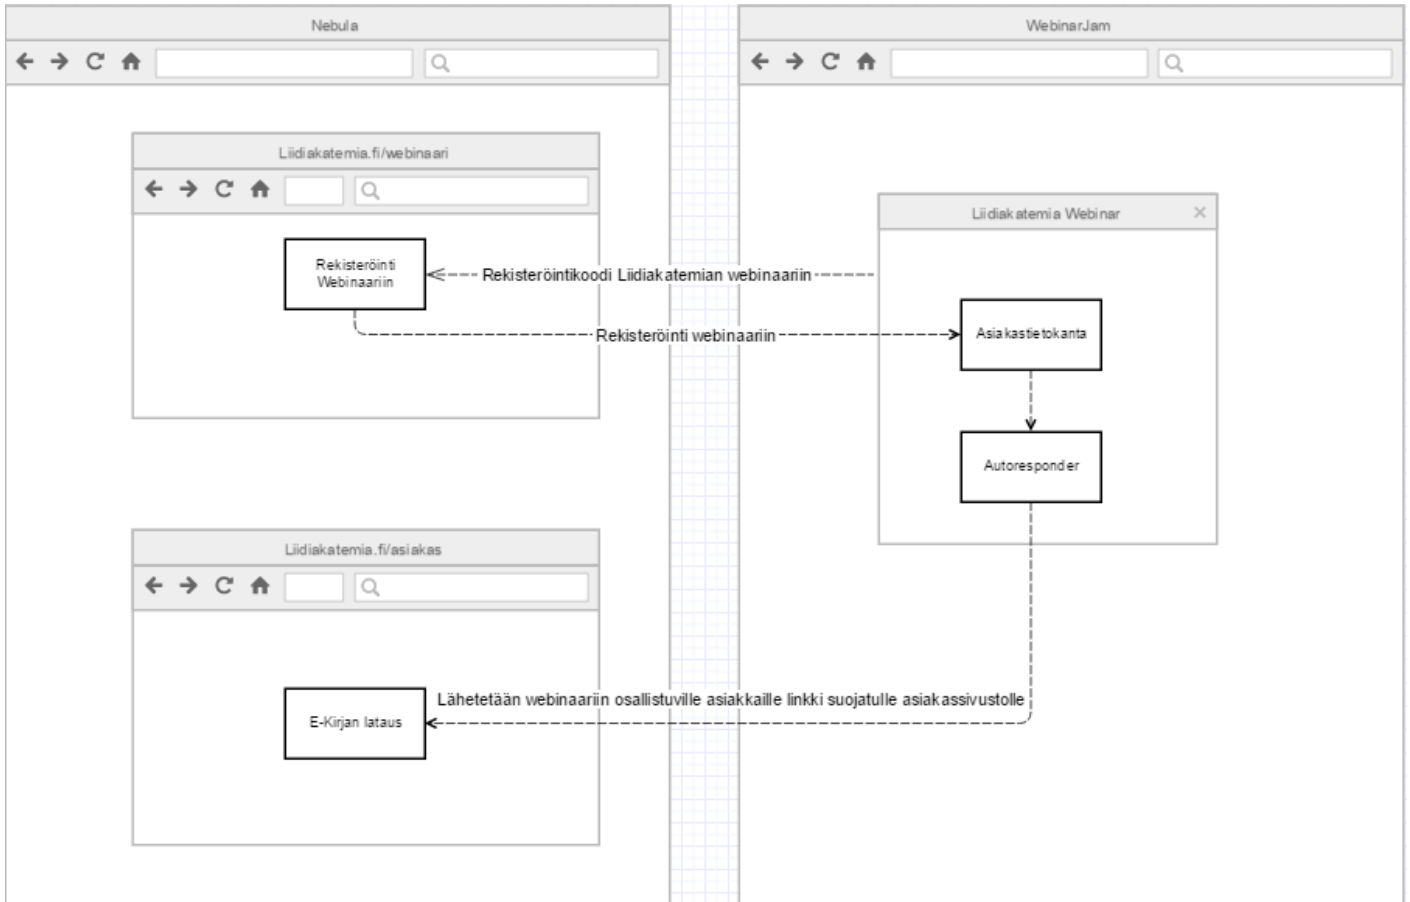 Nebula
WebinarJam
Liidiakatemia.fi/webinaari
Liidiakatemia Webinar
Rekisteröinti
Webinaariin
Rekisteröintikoodi Liidiakatemian webinaariin
Rekisteröinti webinaariin
Asiakastietokanta
Autoresponder
Liidiakatemia.fi/asiakas
Lähetetään webinaariin osallistuville asiakkaille linkki suojatulle asiakassivustolle
E-Kirjan lataus